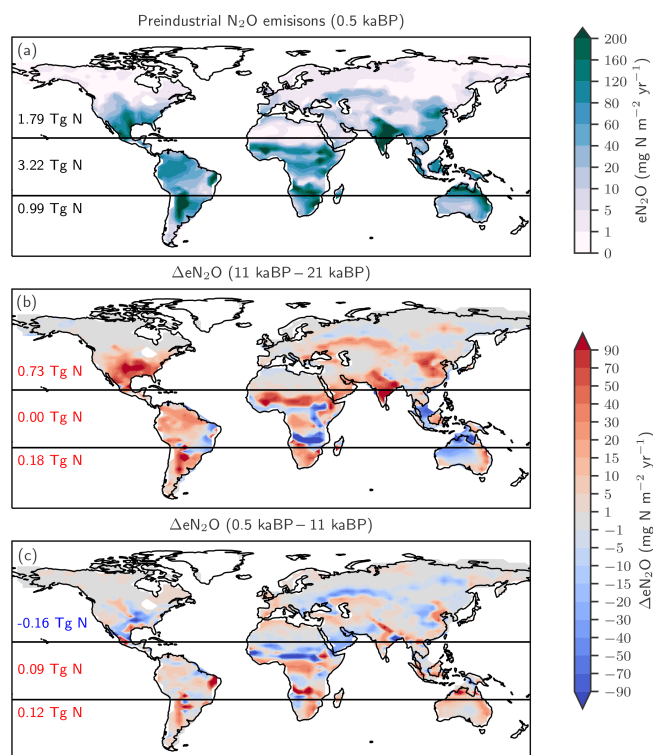 Preindustrial N₂O emisisons (0.5 kaBP)
(a)
1.79 Tg N
3.22 Tg N
0.99 Tg N
200
160
120
80
60
40
20
10
5
1
0
eN₂O (mg N m⁻² yr⁻¹)
ΔeN₂O (11 kaBP – 21 kaBP)
(b)
0.73 Tg N
0.00 Tg N
0.18 Tg N
ΔeN₂O (0.5 kaBP – 11 kaBP)
(c)
-0.16 Tg N
0.09 Tg N
0.12 Tg N
90
70
50
30
20
15
10
5
1
−1
−5
−10
−15
−20
−30
−50
−70
−90
ΔeN₂O (mg N m⁻² yr⁻¹)